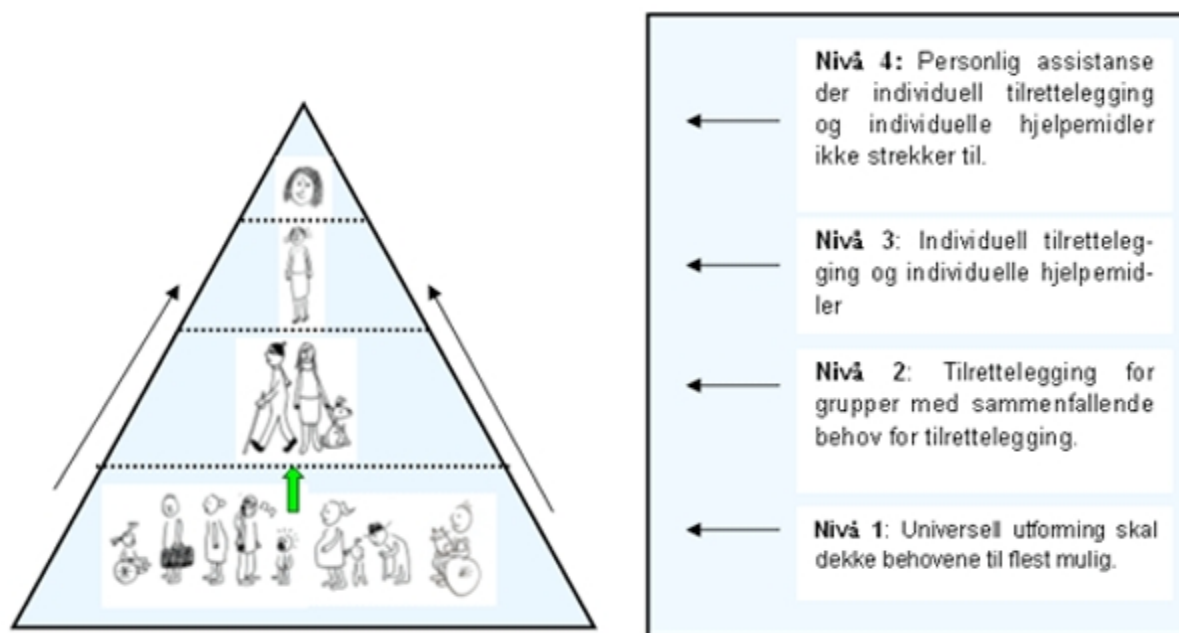 Nivå 4: Personlig assistanse
der individuell tilrettelegging
og individuelle hjelpemidler
ikke strekker til.
Nivå 3: Individuell tilretteleg-
ging og individuelle hjelpemid-
ler
Nivå 2: Tilrettelegging for
grupper med sammenfallende
behov for tilrettelegging.
Nivå 1: Universell utforming skal
dekke behovene til flest mulig.